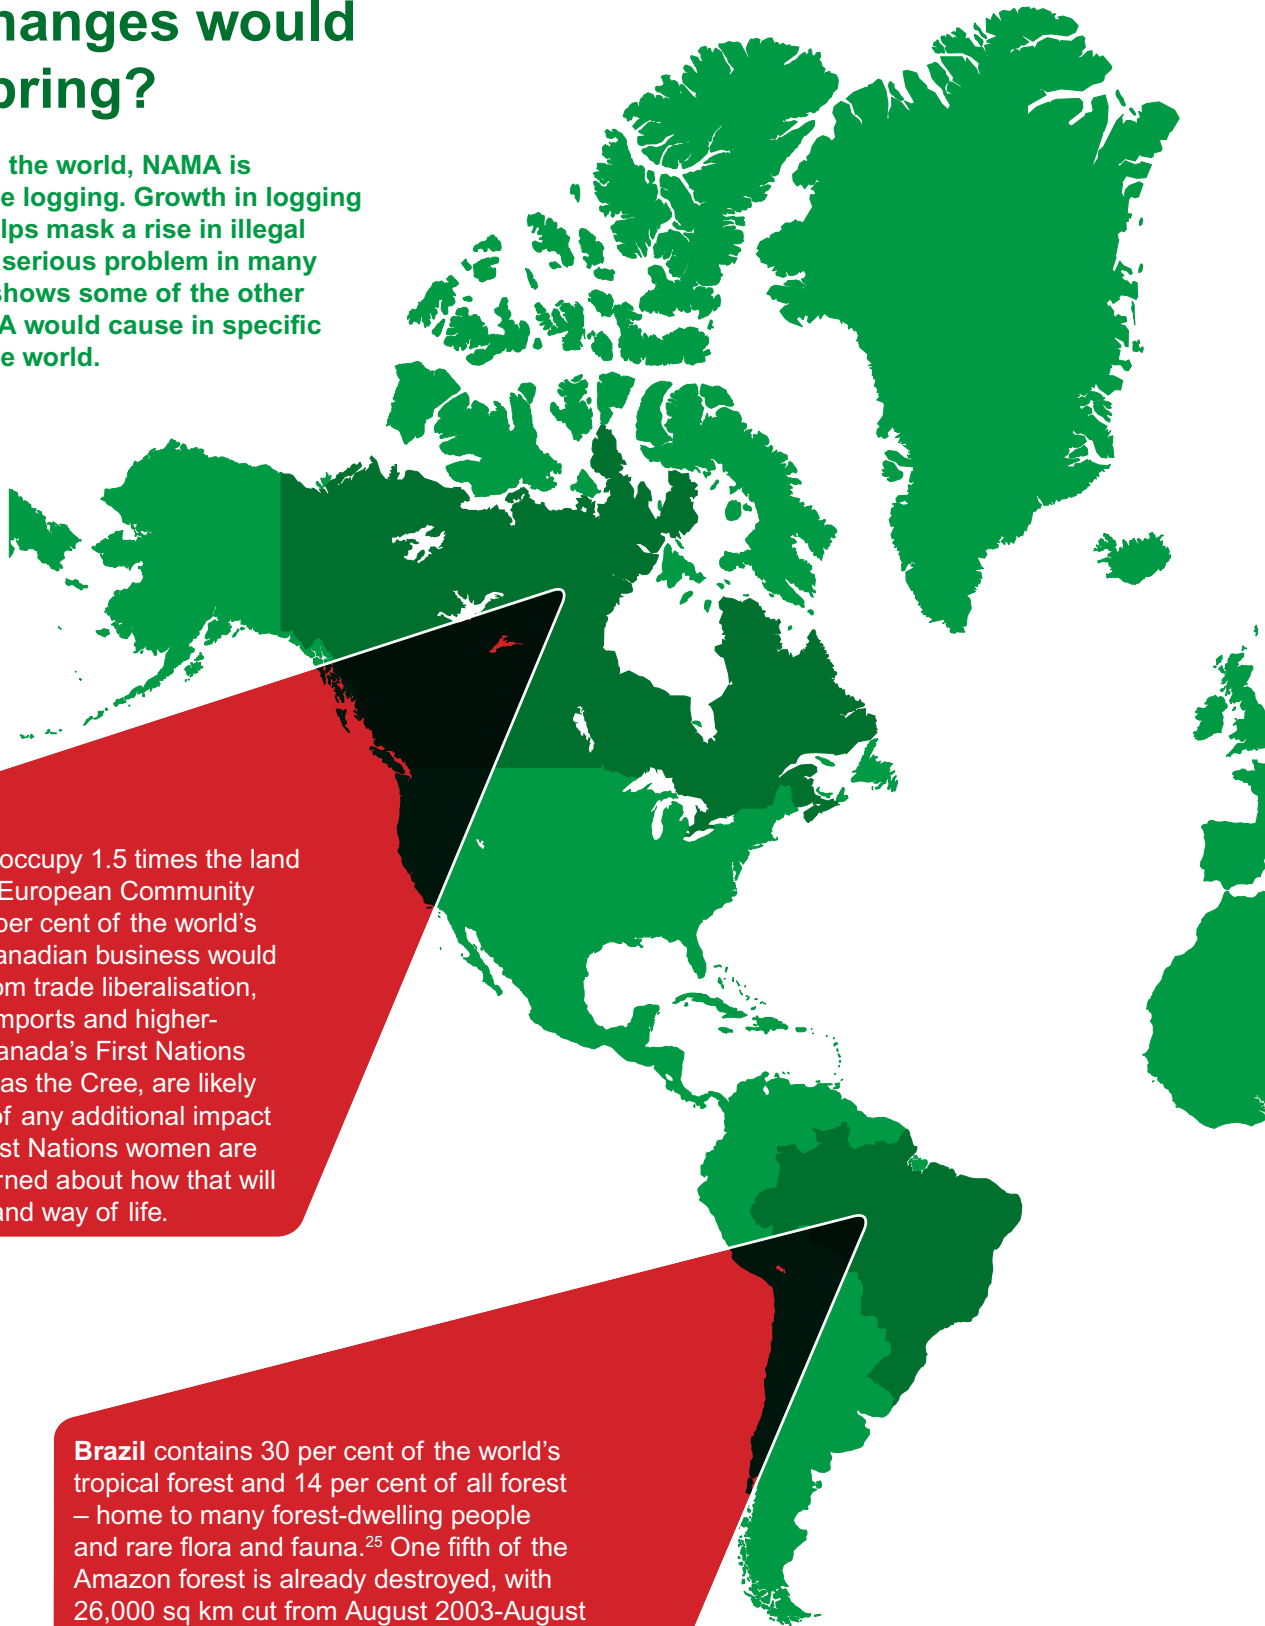 hanges would
bring?
the world, NAMA is
e logging. Growth in logging
lps mask a rise in illegal
serious problem in many
shows some of the other
A would cause in specific
e world.
occupy 1.5 times the land
European Community
per cent of the world’s
anadian business would
om trade liberalisation,
mports and higher-
anada’s First Nations
as the Cree, are likely
of any additional impact
st Nations women are
rned about how that will
and way of life.
Brazil contains 30 per cent of the world’s
tropical forest and 14 per cent of all forest
– home to many forest-dwelling people
and rare flora and fauna.25 One fifth of the
Amazon forest is already destroyed, with
26,000 sq km cut from August 2003-August